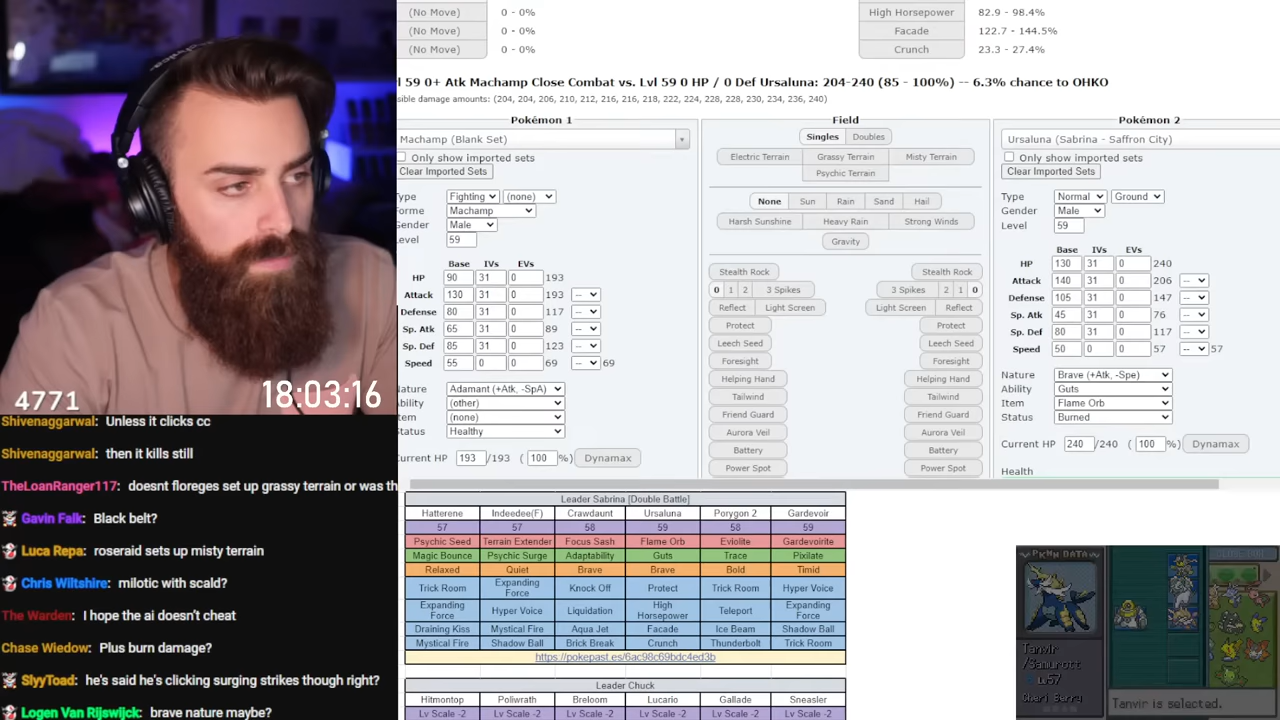 (No Move) 0 - 0%
(No Move) 0 - 0%
(No Move) 0 - 0%
High Horsepower 82.9 - 98.4%
Facade 122.7 - 144.5%
Crunch 23.3 - 27.4%
l 59 0+ Atk Machamp Close Combat vs. Lvl 59 0 HP / 0 Def Ursaluna: 204-240 (85 - 100%) -- 6.3% chance to OHKO
sible damage amounts: (204, 204, 206, 210, 212, 216, 216, 218, 222, 224, 228, 228, 230, 234, 236, 240)
Pokémon 1
Machamp (Blank Set)
Only show imported sets
Clear Imported Sets
Type Fighting (none)
Forme Machamp
Gender Male
Level 59
Base IVs EVs
HP 90 31 0 193
Attack 130 31 0 193 --
Defense 80 31 0 117 --
Sp. Atk 65 31 0 89 --
Sp. Def 85 31 0 123 --
Speed 55 0 0 69 -- 69
Nature Adamant (+Atk, -SpA)
Ability (other)
Item (none)
Status Healthy
Current HP 193 /193 ( 100 %) Dynamax
Field
Singles Doubles
Electric Terrain Grassy Terrain Misty Terrain
Psychic Terrain
None Sun Rain Sand Hail
Harsh Sunshine Heavy Rain Strong Winds
Gravity
Stealth Rock Stealth Rock
0 1 2 3 Spikes 3 Spikes 2 1 0
Reflect Light Screen Light Screen Reflect
Protect Protect
Leech Seed Leech Seed
Foresight Foresight
Helping Hand Helping Hand
Tailwind Tailwind
Friend Guard Friend Guard
Aurora Veil Aurora Veil
Battery Battery
Power Spot Power Spot
Pokémon 2
Ursaluna (Sabrina - Saffron City)
Only show imported sets
Clear Imported Sets
Type Normal Ground
Gender Male
Level 59
Base IVs EVs
HP 130 31 0 240
Attack 140 31 0 206 --
Defense 105 31 0 147 --
Sp. Atk 45 31 0 76 --
Sp. Def 80 31 0 117 --
Speed 50 0 0 57 -- 57
Nature Brave (+Atk, -Spe)
Ability Guts
Item Flame Orb
Status Burned
Current HP 240 /240 ( 100 %) Dynamax
Health
4771
18:03:16
Shivenaggarwal: Unless it clicks cc
Shivenaggarwal: then it kills still
TheLoanRanger117: doesnt floreges set up grassy terrain or was th
Gavin Falk: Black belt?
Luca Repa: roseraid sets up misty terrain
Chris Wiltshire: milotic with scald?
The Warden: I hope the ai doesn't cheat
Chase Wiedow: Plus burn damage?
SlyyToad: he's said he's clicking surging strikes though right?
Logen Van Rijswijck: brave nature maybe?
Leader Sabrina [Double Battle]
Hatterene Indeedee(F) Crawdaunt Ursaluna Porygon 2 Gardevoir
57 57 58 59 58 59
Psychic Seed Terrain Extender Focus Sash Flame Orb Eviolite Gardevoirite
Magic Bounce Psychic Surge Adaptability Guts Trace Pixilate
Relaxed Quiet Brave Brave Bold Timid
Trick Room Expanding Force Knock Off Protect Trick Room Hyper Voice
Expanding Force Hyper Voice Liquidation High Horsepower Teleport Expanding Force
Draining Kiss Mystical Fire Aqua Jet Facade Ice Beam Shadow Ball
Mystical Fire Shadow Ball Brick Break Crunch Thunderbolt Trick Room
https://pokepast.es/6ac98c69bdc4ed3b
Leader Chuck
Hitmontop Poliwrath Breloom Lucario Gallade Sneasler
Lv Scale -2 Lv Scale -2 Lv Scale -2 Lv Scale -2 Lv Scale -2 Lv Scale -2
PKMN DATA
Tanvir
/Samurott
Lv57
Cheri Berry
Tanvir is selected.